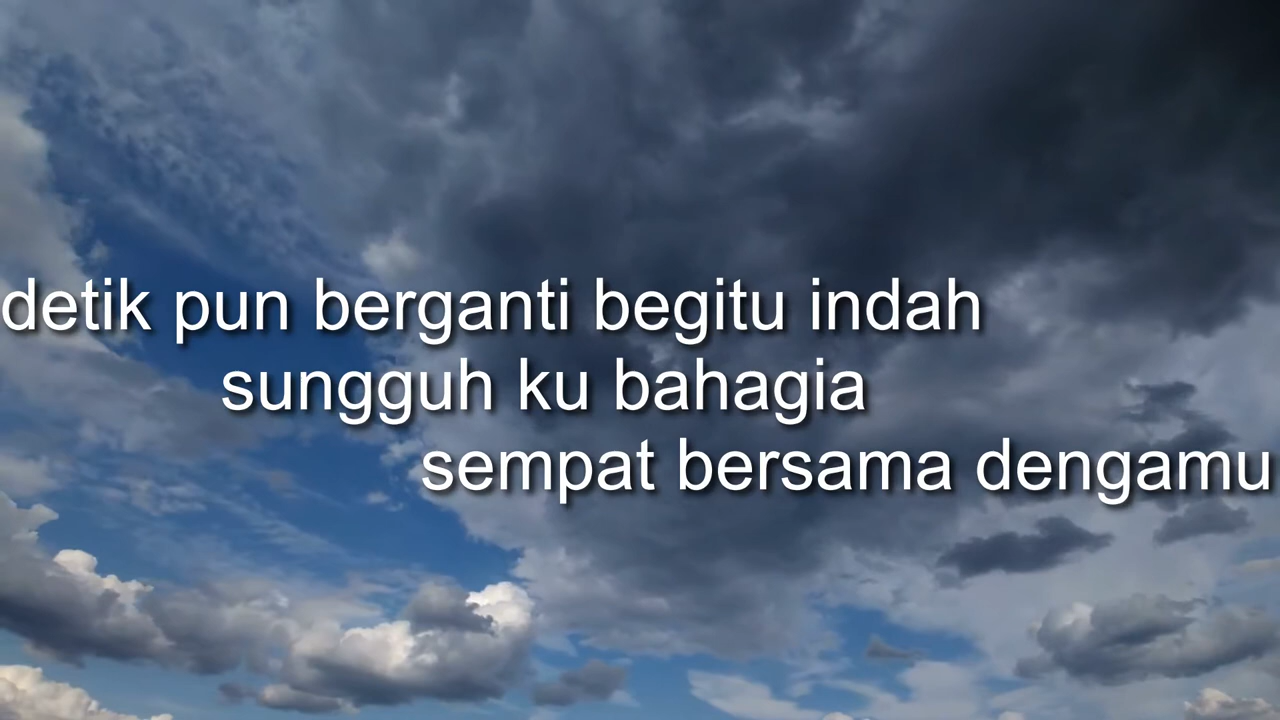 detik pun berganti begitu indah
sungguh ku bahagia
sempat bersama dengamu